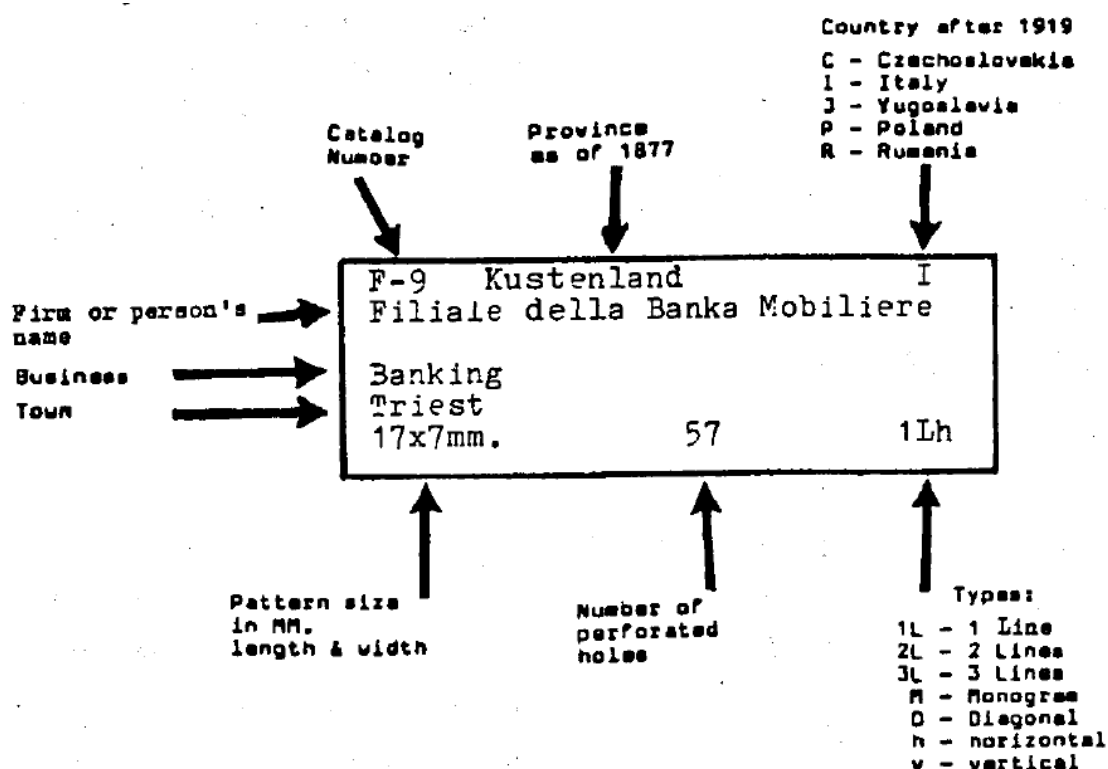 Country after 1919
C - Czechoslovakia
I - Italy
J - Yugoslavia
P - Poland
R - Rumania
Catalog
Number
Province
as of 1877
F-9 Kustenland I
Filiale della Banka Mobiliere
Banking
Triest
17x7mm. 57 1Lh
Firm or person's
name
Business
Town
Pattern size
in MM.
length & width
Number of
perforated
holes
Types:
1L - 1 Line
2L - 2 Lines
3L - 3 Lines
M - Monogram
D - Diagonal
h - horizontal
v - vertical